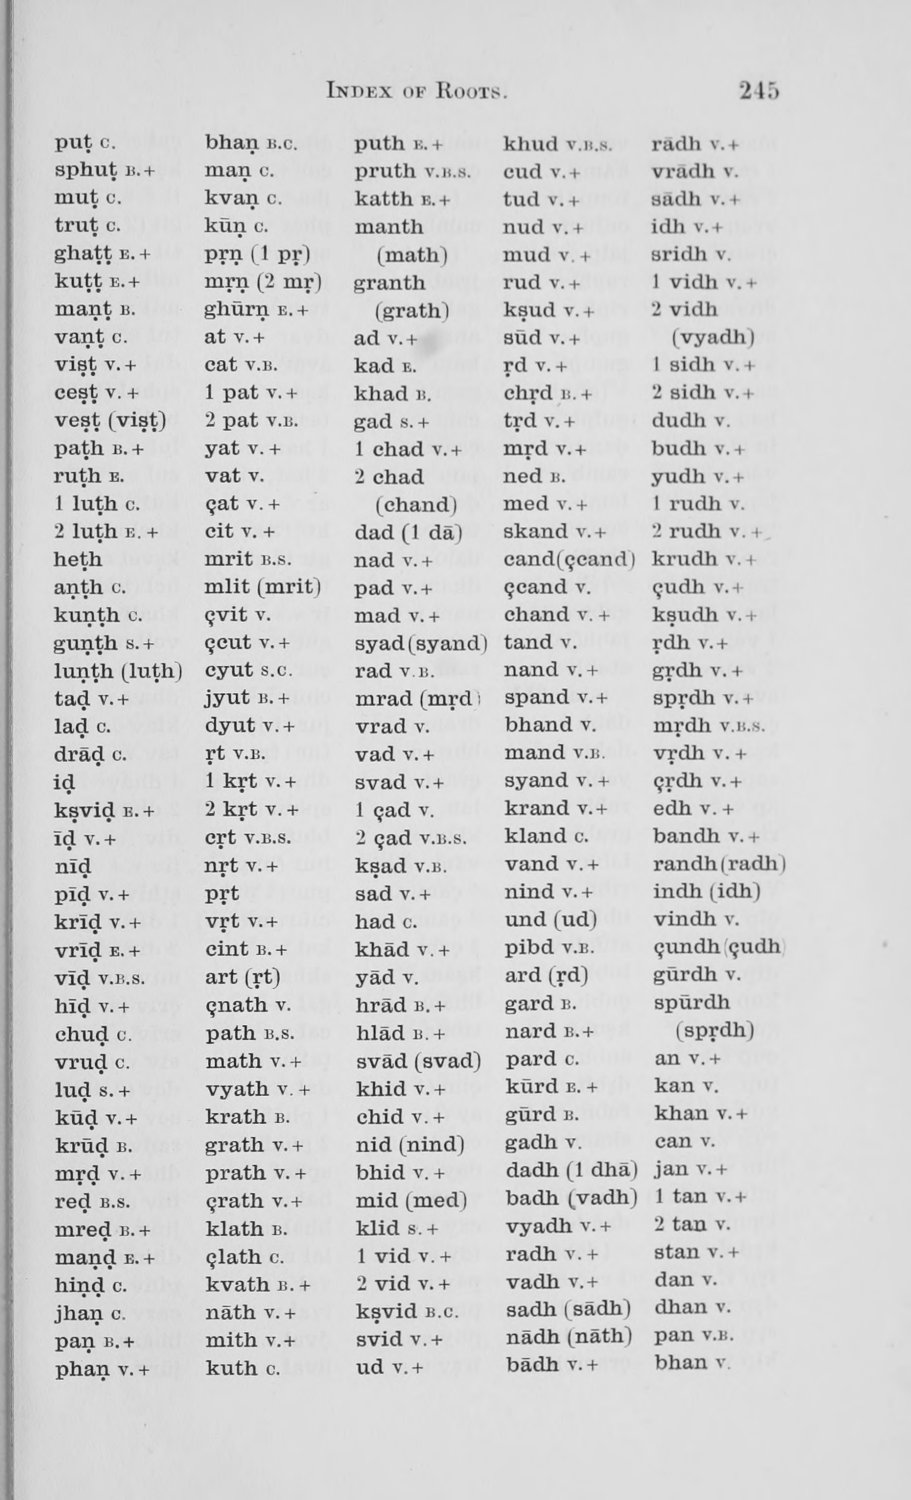 INDEX OF ROOTS. 245
puṭ C.
sphuṭ B.+
muṭ C.
truṭ C.
ghaṭṭ E.+
kuṭṭ E.+
maṇṭ B.
vaṇṭ C.
viṣṭ V.+
ceṣṭ V.+
veṣṭ (viṣṭ)
paṭh B.+
ruṭh E.
1 luṭh C.
2 luṭh E.+
heṭh
aṇṭh C.
kuṇṭh C.
guṇṭh S.+
luṇṭh (luṭh)
taḍ V.+
laḍ C.
drāḍ C.
iḍ
kṣviḍ E.+
īḍ V.+
nīḍ
pīḍ V.+
krīḍ V.+
vrīḍ E.+
vīḍ V.B.S.
hīḍ V.+
chuḍ C.
vruḍ C.
luḍ S.+
kūḍ V.+
krūḍ B.
mṛḍ V.+
reḍ B.S.
mreḍ B.+
maṇḍ E.+
hiṇḍ C.
jhaṇ C.
paṇ B.+
phaṇ V.+
bhaṇ B.C.
maṇ C.
kvaṇ C.
kūṇ C.
pṛṇ (1 pṛ)
mṛṇ (2 mṛ)
ghūrṇ E.+
at V.+
cat V.B.
1 pat V.+
2 pat V.B.
yat V.+
vat V.
çat V.+
cit V.+
mrit B.S.
mlit (mrit)
çvit V.
çcut V.+
cyut S.C.
jyut B.+
dyut V.+
ṛt V.B.
1 kṛt V.+
2 kṛt V.+
cṛt V.B.S.
nṛt V.+
pṛt
vṛt V.+
cint B.+
art (ṛt)
çnath V.
path B.S.
math V.+
vyath V.+
krath B.
grath V.+
prath V.+
çrath V.+
klath B.
çlath C.
kvath B.+
nāth V.+
mith V.+
kuth C.
puth E.+
pruth V.B.S.
katth E.+
manth
(math)
granth
(grath)
ad V.+
kad E.
khad B.
gad S.+
1 chad V.+
2 chad
(chand)
dad (1 dā)
nad V.+
pad V.+
mad V.+
syad (syand)
rad V.B.
mrad (mṛd)
vrad V.
vad V.+
svad V.+
1 çad V.
2 çad V.B.S.
kṣad V.B.
sad V.+
had C.
khād V.+
yād V.
hrād B.+
hlād B.+
svād (svad)
khid V.+
chid V.+
nid (nind)
bhid V.+
mid (med)
klid S.+
1 vid V.+
2 vid V.+
kṣvid B.C.
svid V.+
ud V.+
khud V.B.S.
cud V.+
tud V.+
nud V.+
mud V.+
rud V.+
kṣud V.+
sūd V.+
ṛd V.+
chṛd B.+
tṛd V.+
mṛd V.+
ned B.
med V.+
skand V.+
cand (çcand)
çcand V.
chand V.+
tand V.
nand V.+
spand V.+
bhand V.
mand V.B.
syand V.+
krand V.+
kland C.
vand V.+
nind V.+
und (ud)
pibd V.B.
ard (ṛd)
gard B.
nard B.+
pard C.
kūrd E.+
gūrd B.
gadh V.
dadh (1 dhā)
badh (vadh)
vyadh V.+
radh V.+
vadh V.+
sadh (sādh)
nādh (nāth)
bādh V.+
rādh V.+
vrādh V.
sādh V.+
idh V.+
sridh V.
1 vidh V.+
2 vidh
(vyadh)
1 sidh V.+
2 sidh V.+
dudh V.
budh V.+
yudh V.+
1 rudh V.
2 rudh V.+
krudh V.+
çudh V.+
kṣudh V.+
ṛdh V.+
gṛdh V.+
spṛdh V.+
mṛdh V.B.S.
vṛdh V.+
çṛdh V.+
edh V.+
bandh V.+
randh (radh)
indh (idh)
vindh V.
çundh (çudh)
gūrdh V.
spūrdh
(spṛdh)
an V.+
kan V.
khan V.+
can V.
jan V.+
1 tan V.+
2 tan V.
stan V.+
dan V.
dhan V.
pan V.B.
bhan V.